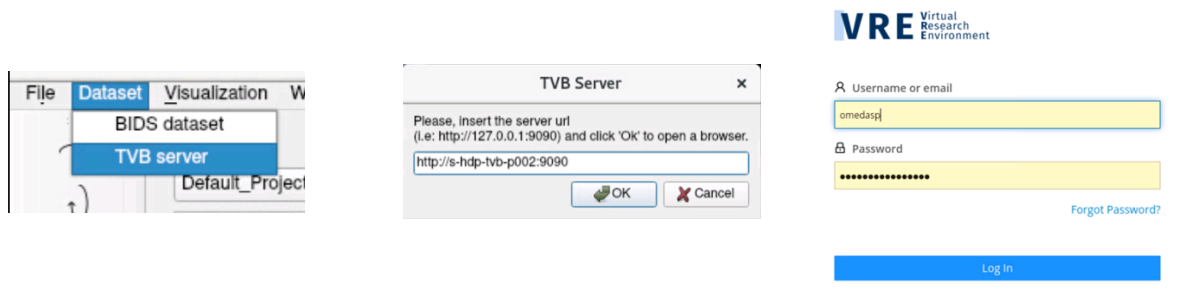 File Dataset Visualization W
BIDS dataset
TVB server
Default_Project
TVB Server
Please, insert the server url
(i.e: http://127.0.0.1:9090) and click 'Ok' to open a browser.
http://s-hdp-tvb-p002:9090
OK Cancel
VRE Virtual
Research
Environment
Username or email
omedasp
Password
••••••••••••••••
Forgot Password?
Log In